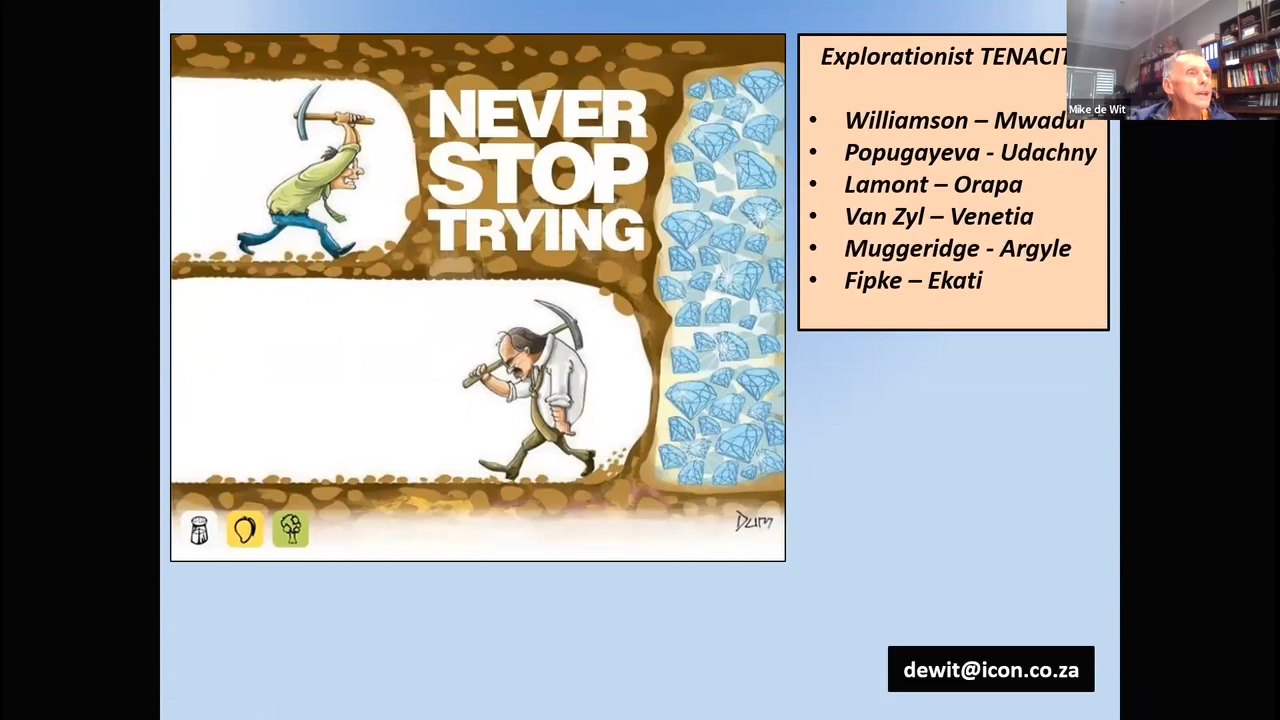 NEVER
STOP
TRYING
Dum
Explorationist TENACIT
Williamson – Mwadui
• Popugayeva - Udachny
• Lamont – Orapa
• Van Zyl – Venetia
• Muggeridge - Argyle
• Fipke – Ekati
Mike de Wit
dewit@icon.co.za